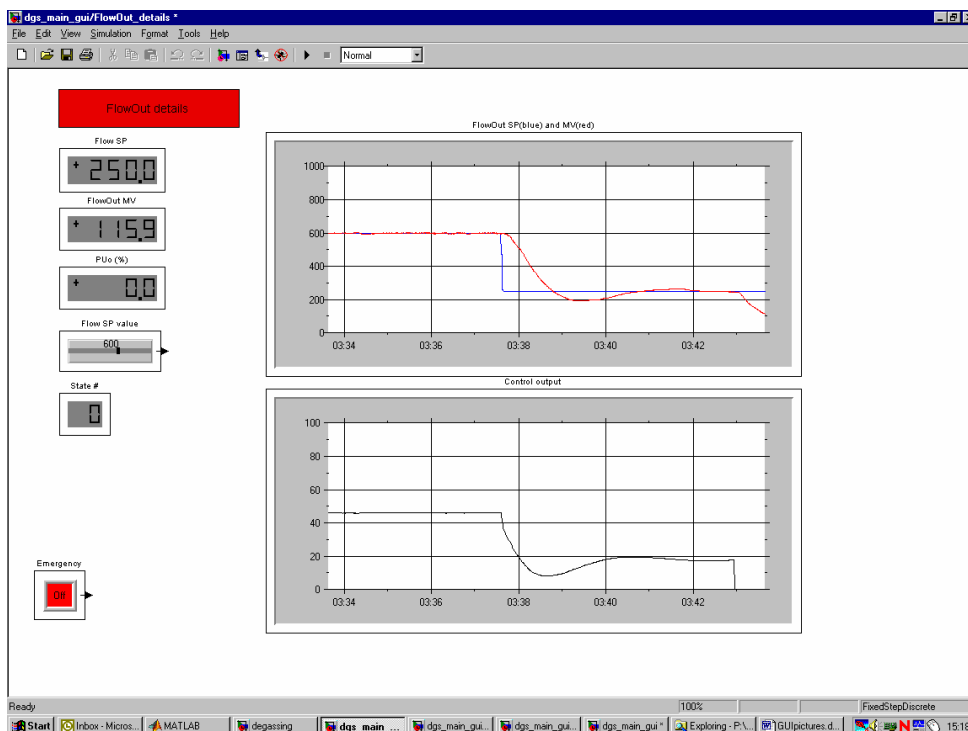 dgs_main_gui/FlowOut_details *
File Edit View Simulation Format Tools Help
Normal
FlowOut details
Flow SP
+ 250.0
FlowOut MV
+ 115.9
PUo (%)
+ 0.0
Flow SP value
600
State #
0
Emergency
Off
FlowOut SP(blue) and MV(red)
1000
800
600
400
200
0
03:34 03:36 03:38 03:40 03:42
Control output
100
80
60
40
20
0
03:34 03:36 03:38 03:40 03:42
Ready 100% FixedStepDiscrete
Start Inbox - Micros... MATLAB degassing dgs_main_... dgs_main_gui... dgs_main_gui... dgs_main_gui * Exploring - P:\... GUIpictures.d... 15:18